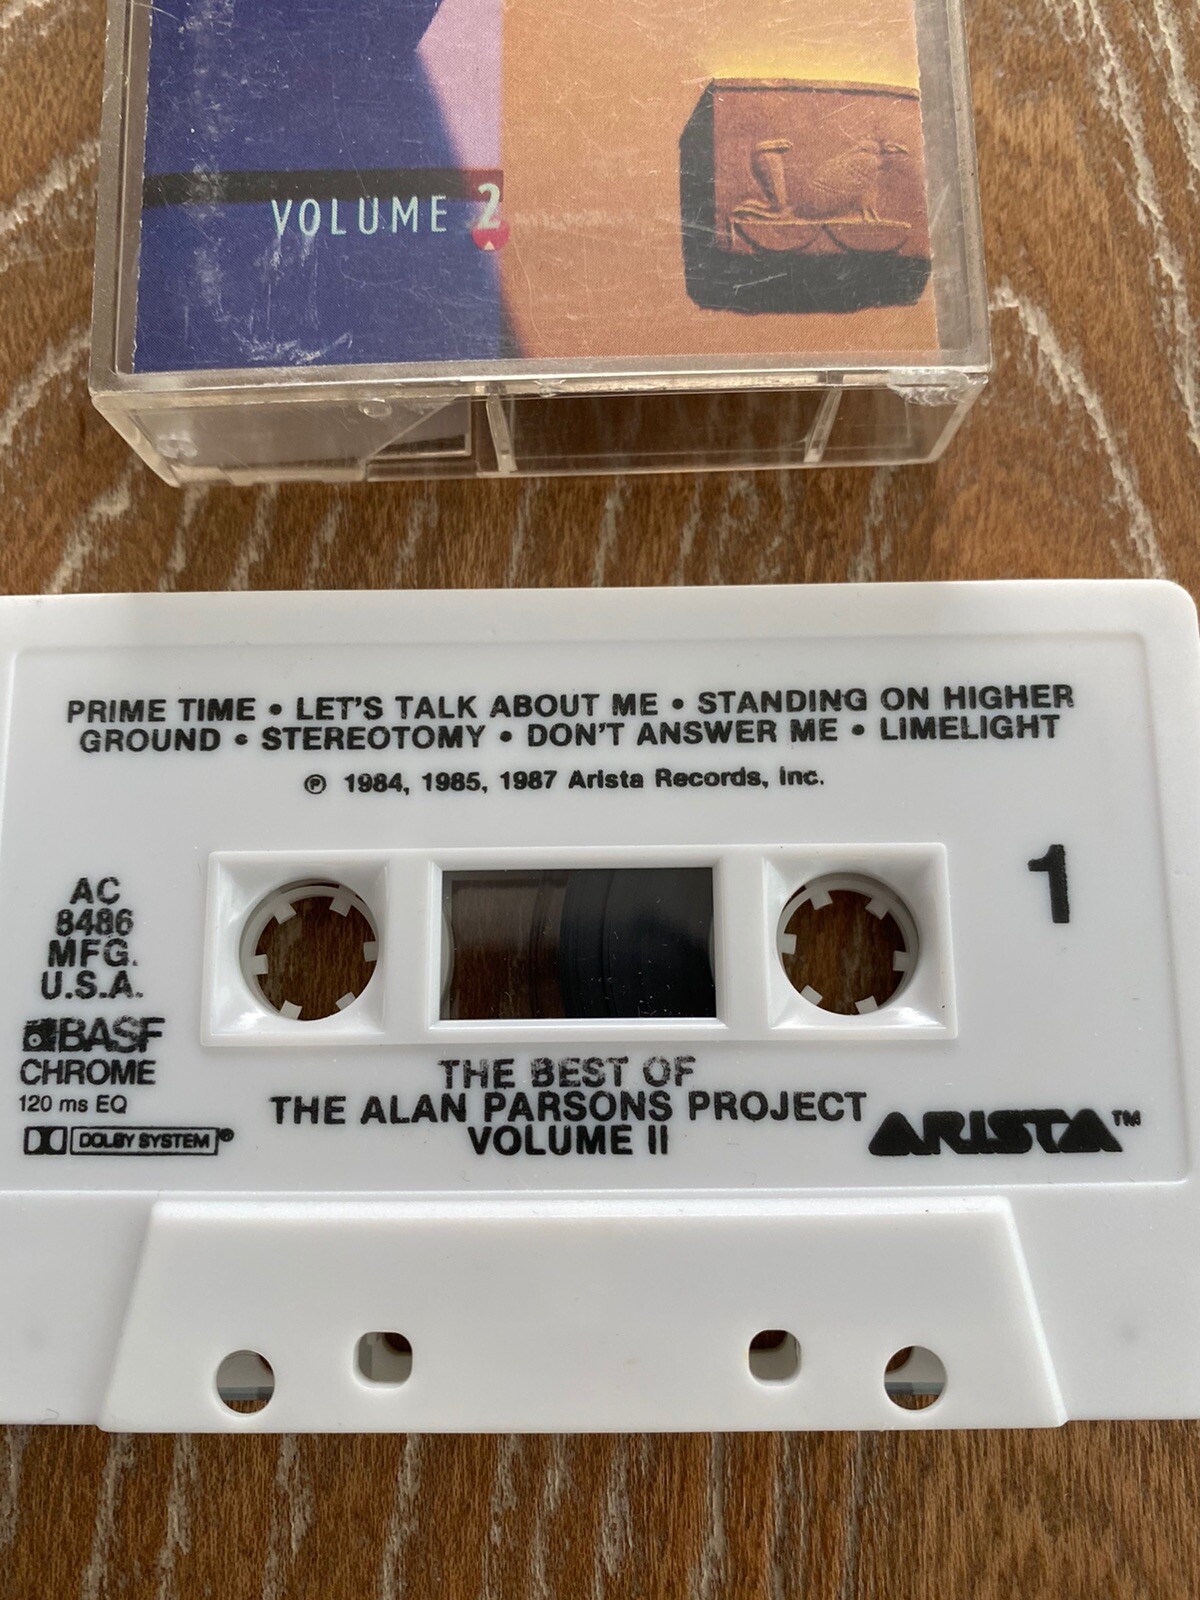 VOLUME 2
PRIME TIME • LET'S TALK ABOUT ME • STANDING ON HIGHER
GROUND • STEREOTOMY • DON'T ANSWER ME • LIMELIGHT
℗ 1984, 1985, 1987 Arista Records, Inc.
1
AC
8486
MFG.
U.S.A.
BASF
CHROME
120 ms EQ
DOLBY SYSTEM®
THE BEST OF
THE ALAN PARSONS PROJECT
VOLUME II
ARISTA™